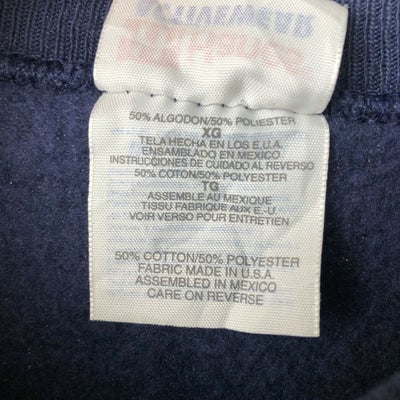 ACTIVEWEAR
50% ALGODON/50% POLIESTER
XG
TELA HECHA EN LOS E.U.A.
ENSAMBLADO EN MEXICO
INSTRUCCIONES DE CUIDADO AL REVERSO
50% COTON/50% POLYESTER
TG
ASSEMBLE AU MEXIQUE
TISSU FABRIQUE AUX E.-U.
VOIR VERSO POUR ENTRETIEN
50% COTTON/50% POLYESTER
FABRIC MADE IN U.S.A.
ASSEMBLED IN MEXICO
CARE ON REVERSE